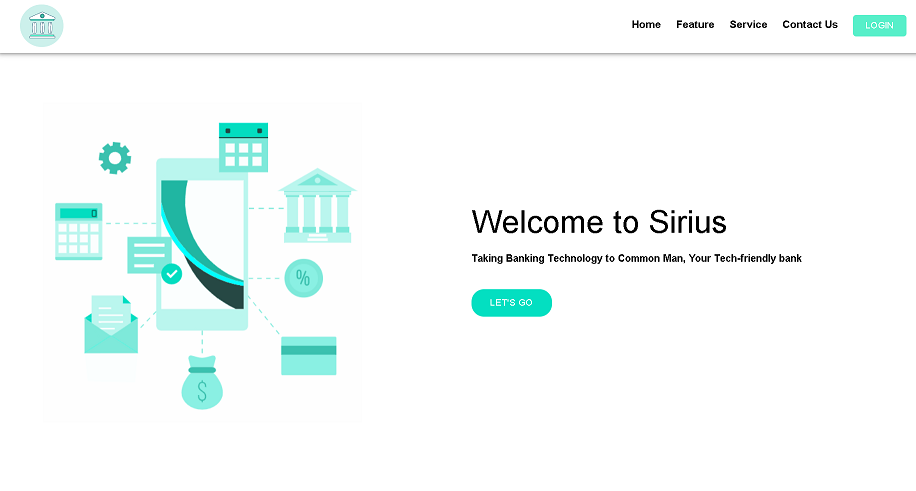 Home Feature Service Contact Us LOGIN
Welcome to Sirius
Taking Banking Technology to Common Man, Your Tech-friendly bank
LET'S GO
%
$